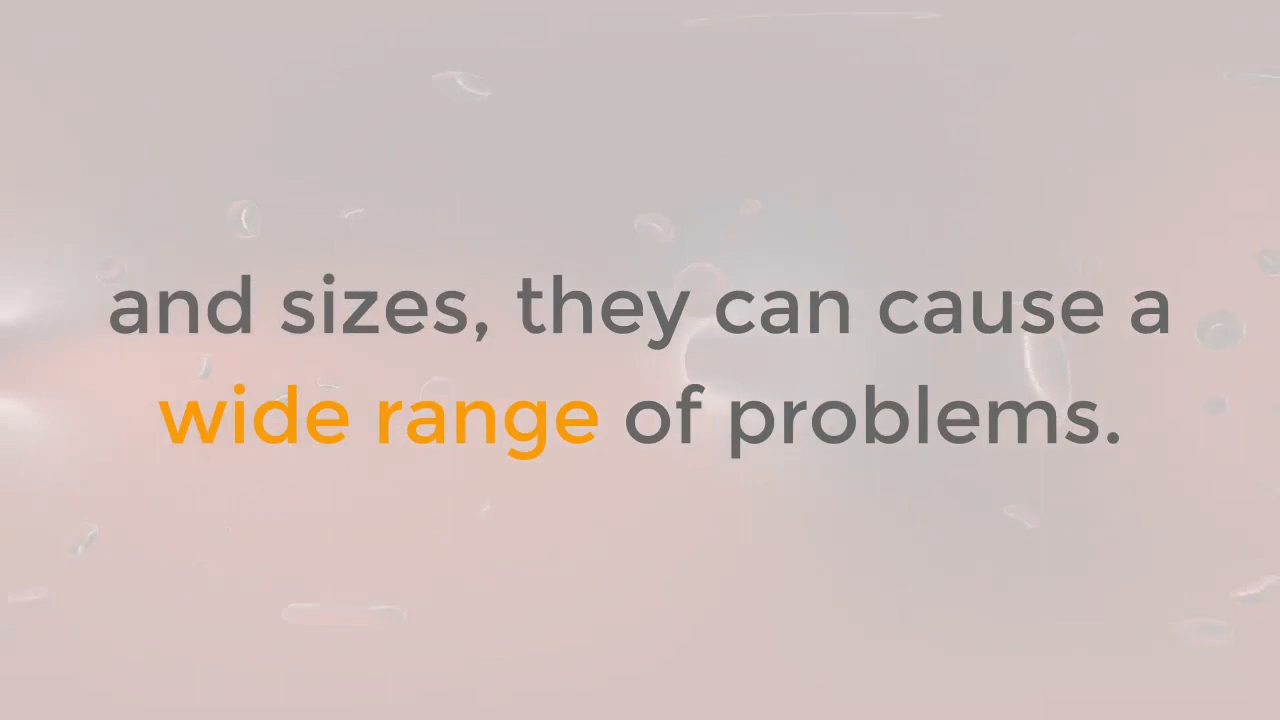 and sizes, they can cause a
wide range of problems.